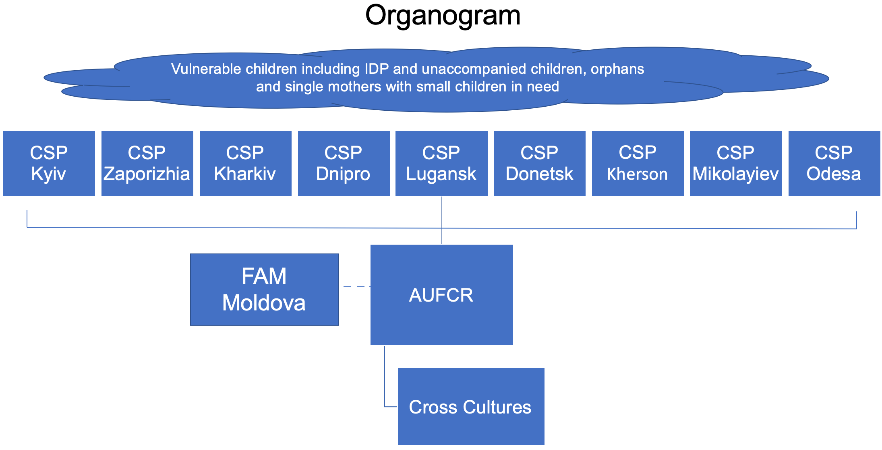 Organogram
Vulnerable children including IDP and unaccompanied children, orphans
and single mothers with small children in need
CSP
Kyiv
CSP
Zaporizhia
CSP
Kharkiv
CSP
Dnipro
CSP
Lugansk
CSP
Donetsk
CSP
Kherson
CSP
Mikolayiev
CSP
Odesa
FAM
Moldova
AUFCR
Cross Cultures